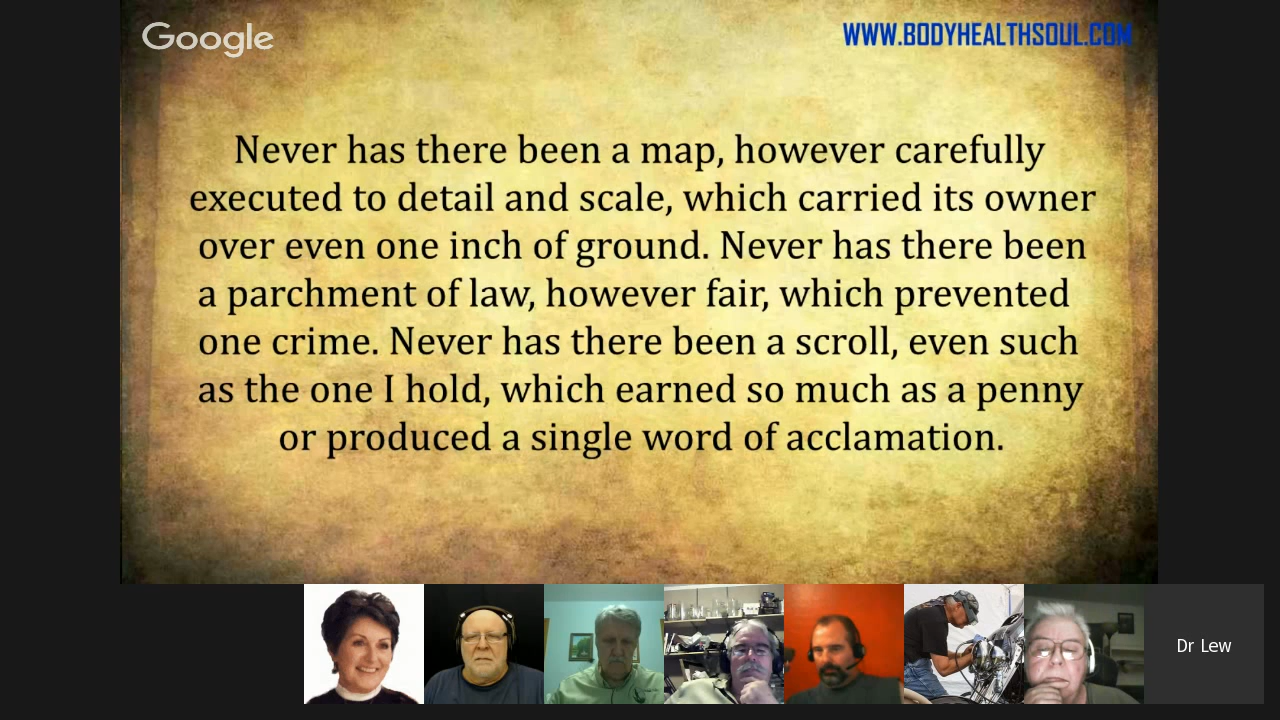 Google
WWW.BODYHEALTHSOUL.COM
Never has there been a map, however carefully
executed to detail and scale, which carried its owner
over even one inch of ground. Never has there been
a parchment of law, however fair, which prevented
one crime. Never has there been a scroll, even such
as the one I hold, which earned so much as a penny
or produced a single word of acclamation.
Dr Lew